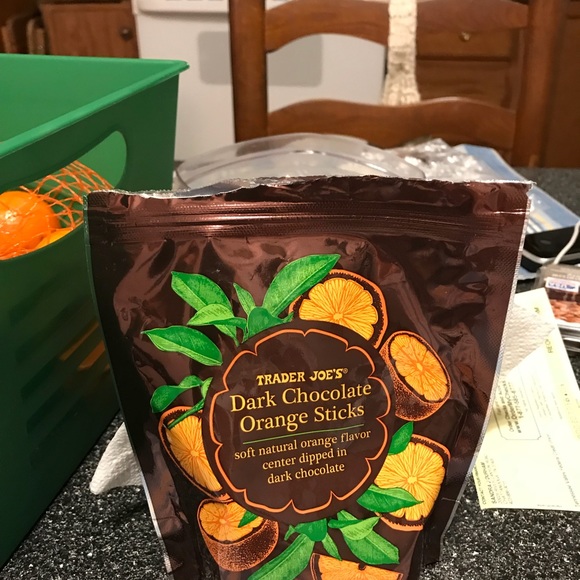 TRADER JOE'S®
Dark Chocolate
Orange Sticks
soft natural orange flavor
center dipped in
dark chocolate